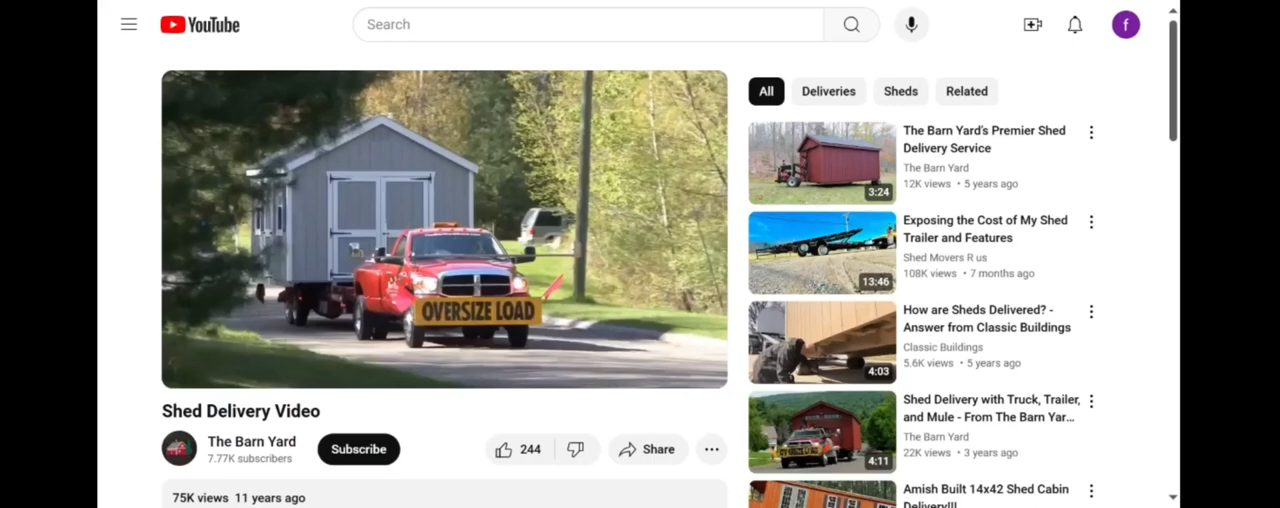 YouTube
Search
f
OVERSIZE LOAD
Shed Delivery Video
The Barn Yard
7.77K subscribers
Subscribe
244
Share
75K views 11 years ago
All
Deliveries
Sheds
Related
The Barn Yard's Premier Shed
Delivery Service
The Barn Yard
12K views • 5 years ago
3:24
Exposing the Cost of My Shed
Trailer and Features
Shed Movers R us
108K views • 7 months ago
13:46
How are Sheds Delivered? -
Answer from Classic Buildings
Classic Buildings
5.6K views • 5 years ago
4:03
Shed Delivery with Truck, Trailer,
and Mule - From The Barn Yar...
The Barn Yard
22K views • 3 years ago
4:11
Amish Built 14x42 Shed Cabin
Delivery!!!